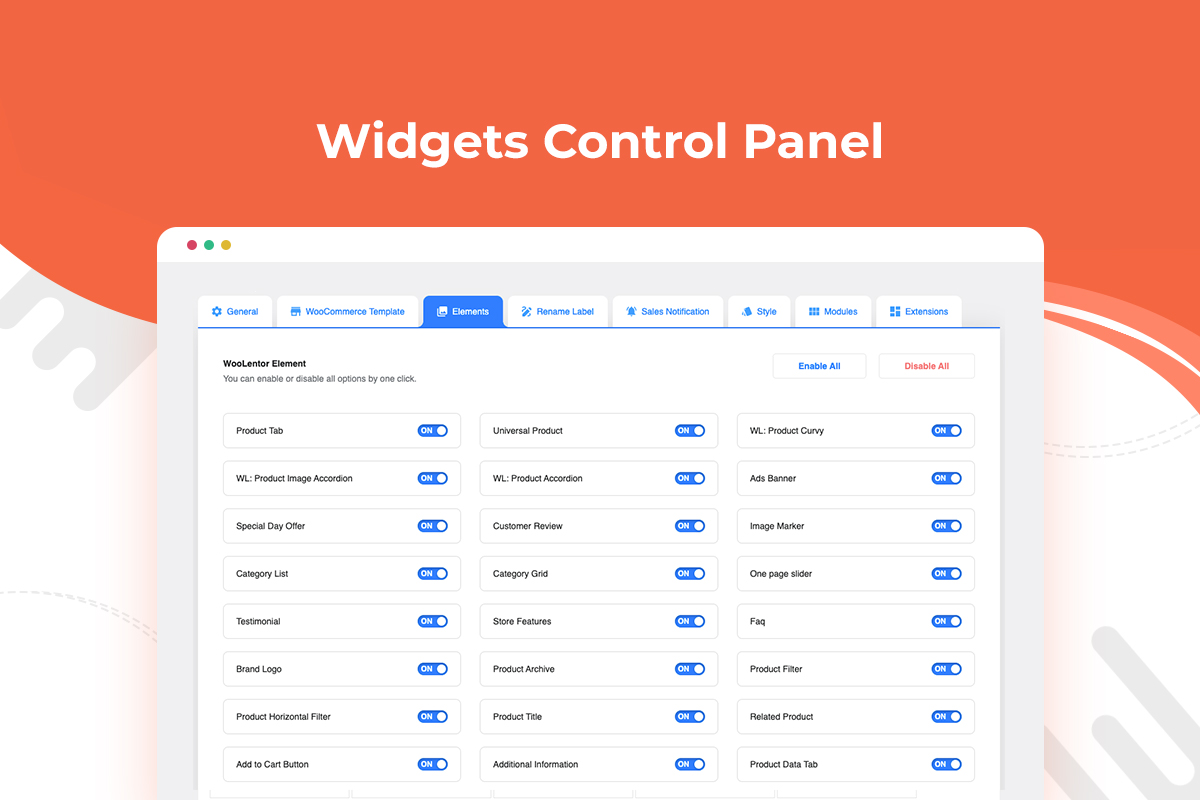 Widgets Control Panel
General WooCommerce Template Elements Rename Label Sales Notification Style Modules Extensions
WooLentor Element
You can enable or disable all options by one click.
Enable All Disable All
Product Tab ON Universal Product ON WL: Product Curvy ON
WL: Product Image Accordion ON WL: Product Accordion ON Ads Banner ON
Special Day Offer ON Customer Review ON Image Marker ON
Category List ON Category Grid ON One page slider ON
Testimonial ON Store Features ON Faq ON
Brand Logo ON Product Archive ON Product Filter ON
Product Horizontal Filter ON Product Title ON Related Product ON
Add to Cart Button ON Additional Information ON Product Data Tab ON